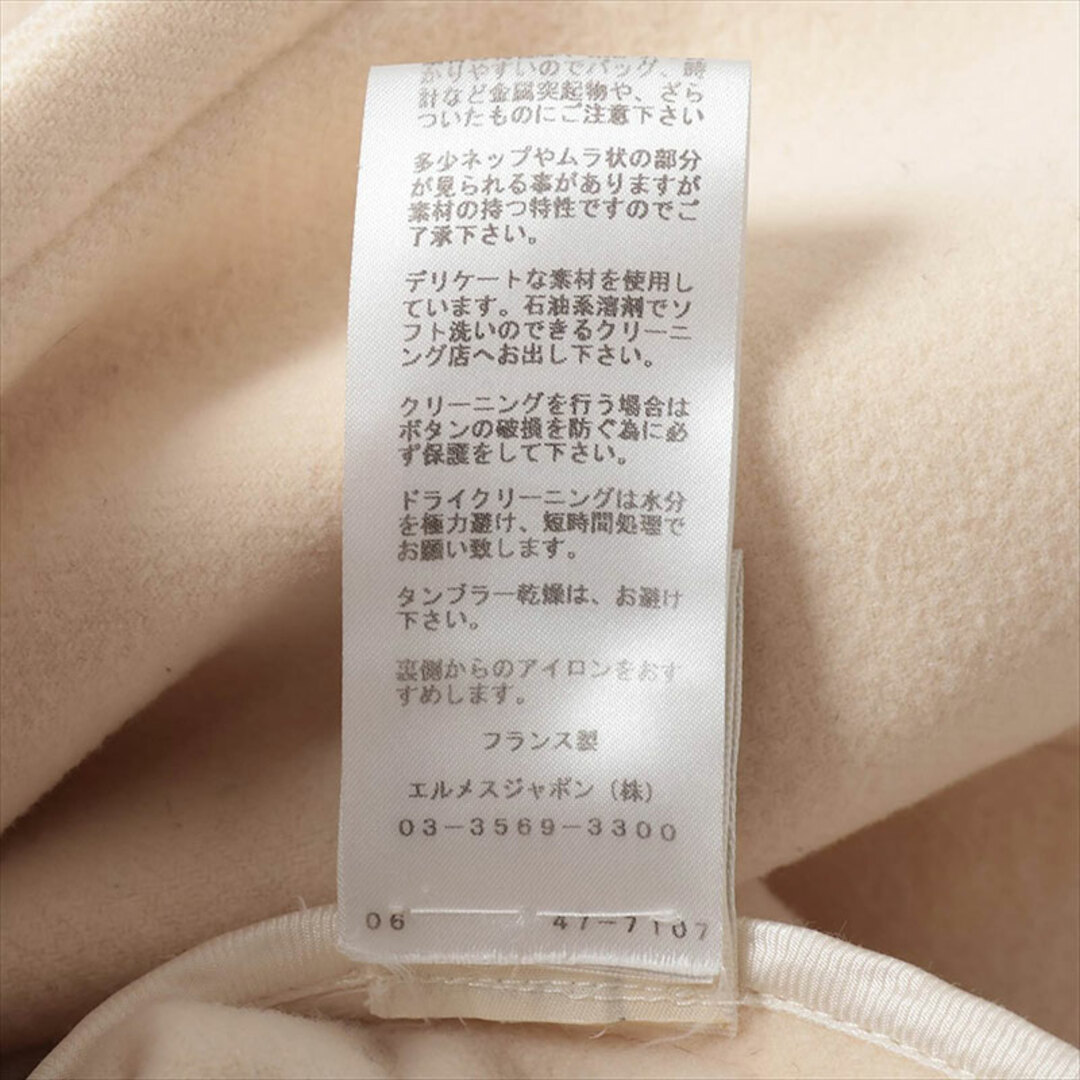 かりやすいのでバッグ、時
計など金属突起物や、ざら
ついたものにご注意下さい
多少ネップやムラ状の部分
が見られる事がありますが
素材の持つ特性ですのでご
了承下さい。
デリケートな素材を使用し
ています。石油系溶剤でソ
フト洗いのできるクリーニ
ング店へお出し下さい。
クリーニングを行う場合は
ボタンの破損を防ぐ為に必
ず保護をして下さい。
ドライクリーニングは水分
を極力避け、短時間処理で
お願い致します。
タンブラー乾燥は、お避け
下さい。
裏側からのアイロンをおす
すめします。
フランス製
エルメスジャポン（株）
03-3569-3300
06 47-7107